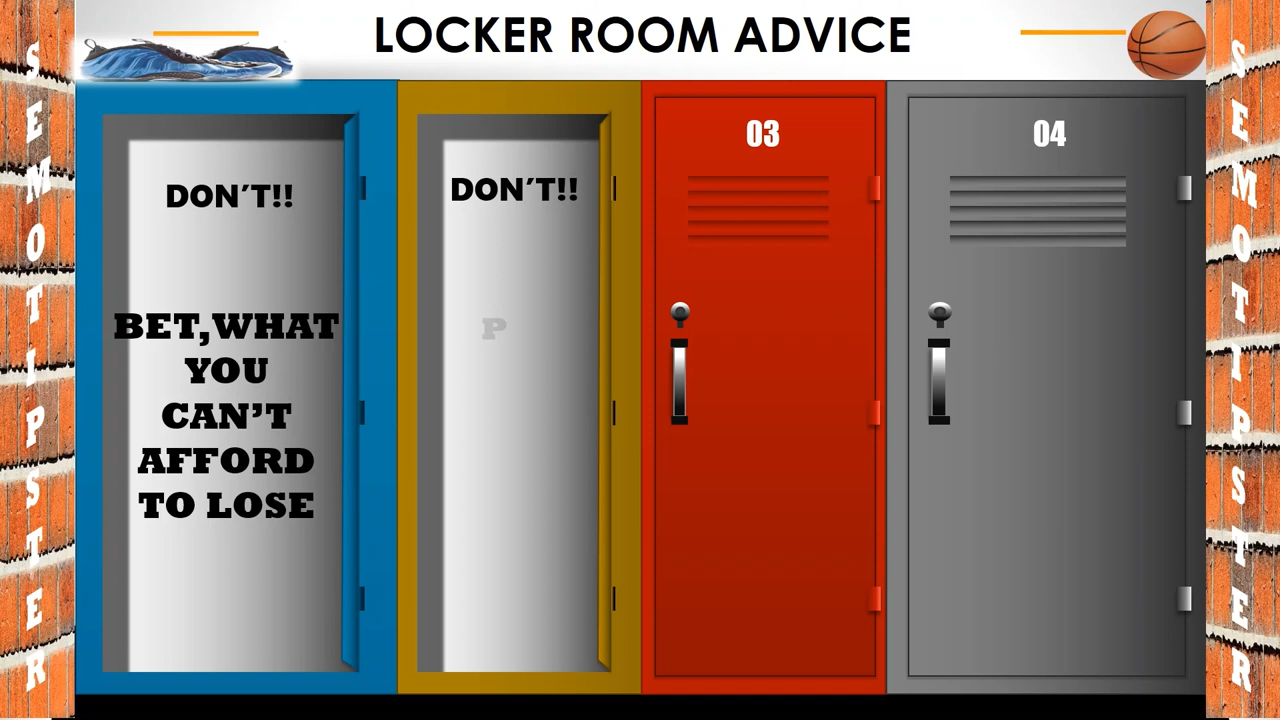 LOCKER ROOM ADVICE
SEMOTIPSTER
DON'T!!
BET,WHAT
YOU
CAN'T
AFFORD
TO LOSE
DON'T!!
P
03
04
SEMOTIPSTER